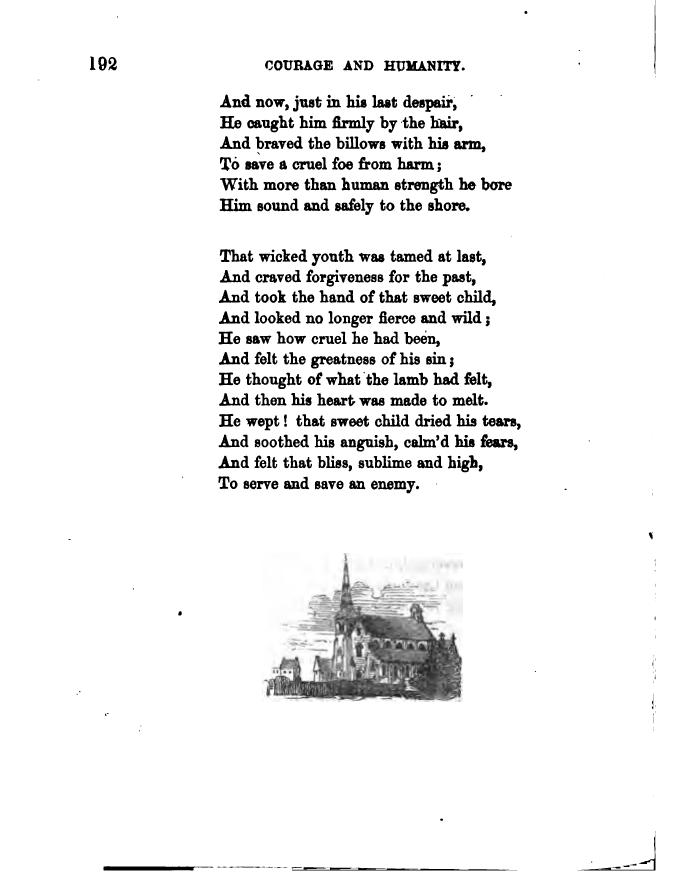 192
COURAGE AND HUMANITY.
And now, just in his last despair,
He caught him firmly by the hair,
And braved the billows with his arm,
To save a cruel foe from harm;
With more than human strength he bore
Him sound and safely to the shore.
That wicked youth was tamed at last,
And craved forgiveness for the past,
And took the hand of that sweet child,
And looked no longer fierce and wild;
He saw how cruel he had been,
And felt the greatness of his sin;
He thought of what the lamb had felt,
And then his heart was made to melt.
He wept! that sweet child dried his tears,
And soothed his anguish, calm'd his fears,
And felt that bliss, sublime and high,
To serve and save an enemy.